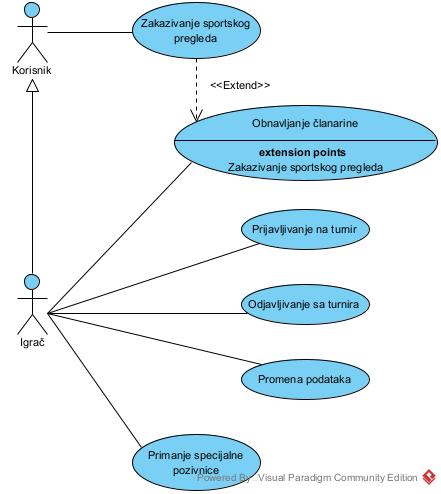 Zakazivanje sportskog
pregleda
Korisnik
<<Extend>>
Obnavljanje članarine
extension points
Zakazivanje sportskog pregleda
Prijavljivanje na turnir
Odjavljivanje sa turnira
Igrač
Promena podataka
Primanje specijalne
pozivnice
Powered By Visual Paradigm Community Edition